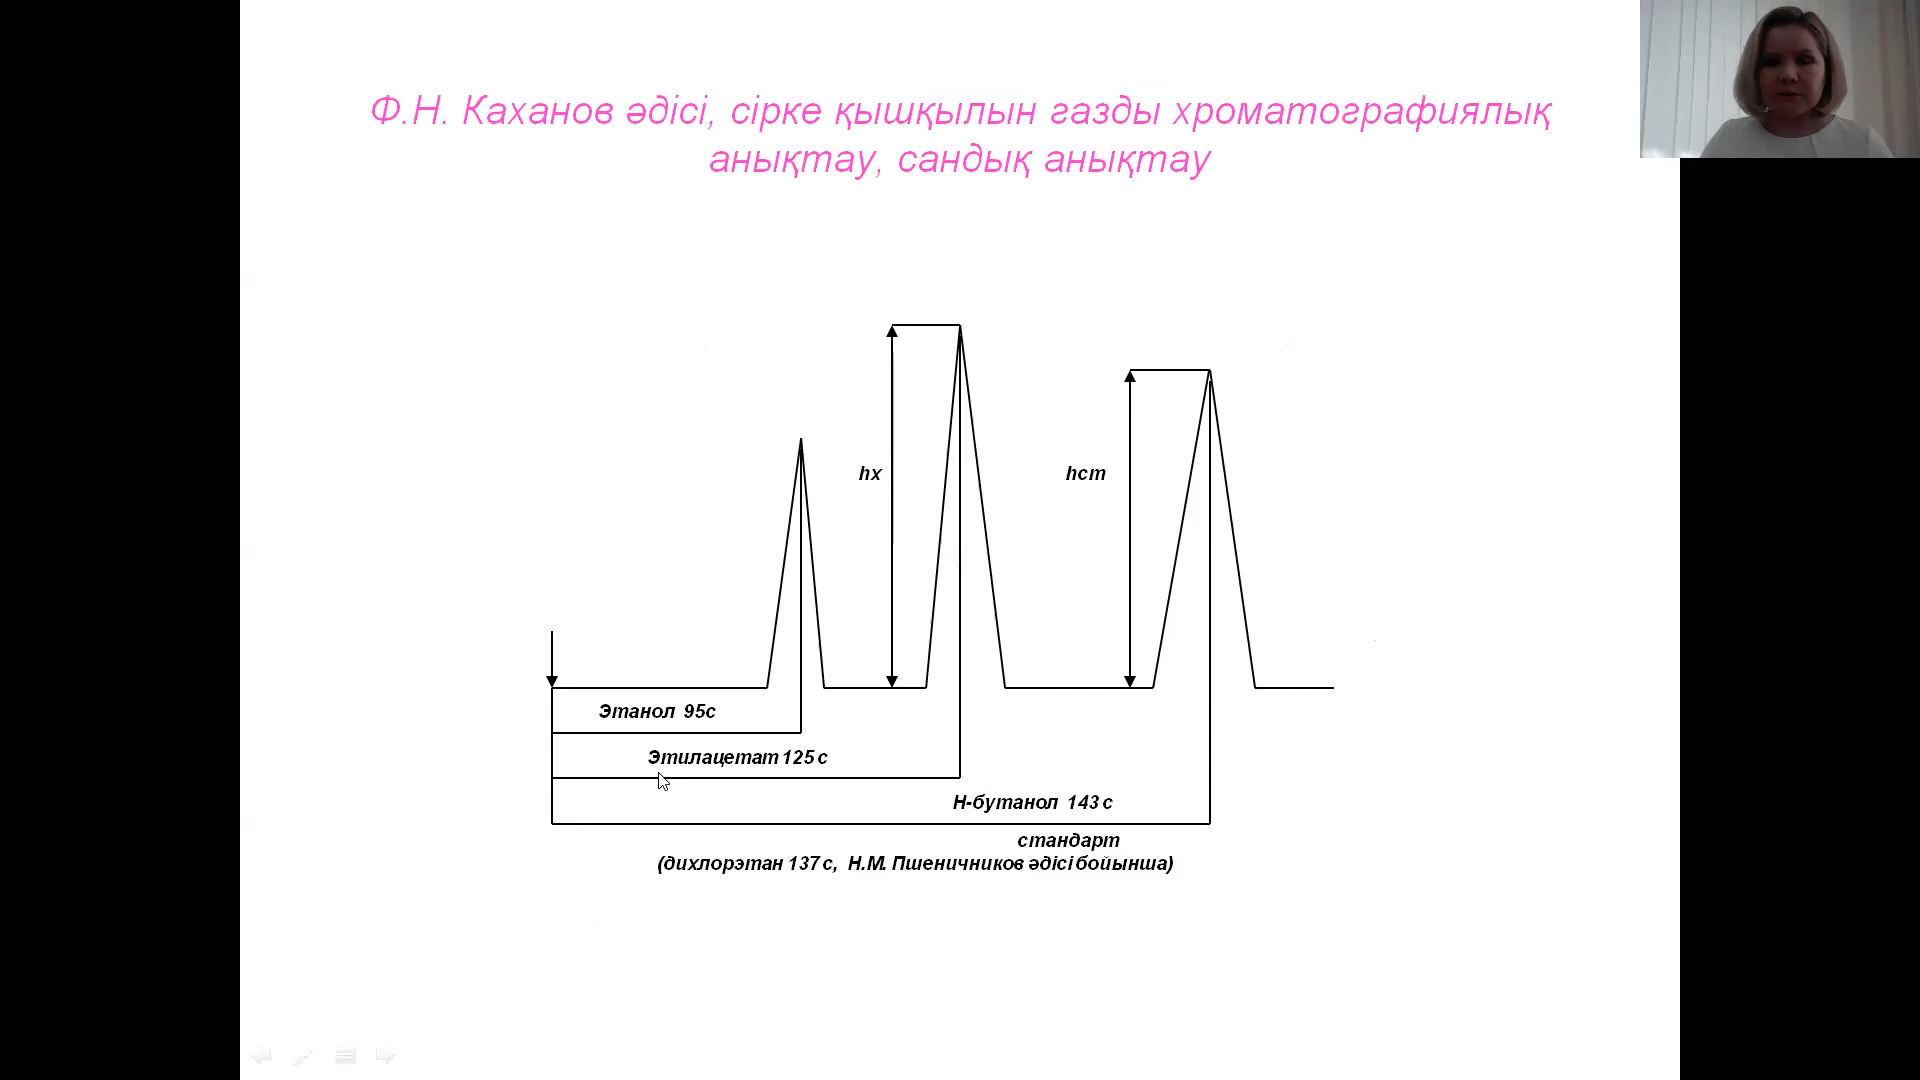 Ф.Н. Каханов әдісі, сірке қышқылын газды хроматографиялық
анықтау, сандық анықтау
hx
hcm
Этанол 95с
Этилацетат 125 с
Н-бутанол 143 с
стандарт
(дихлорэтан 137 с, Н.М. Пшеничников әдісі бойынша)